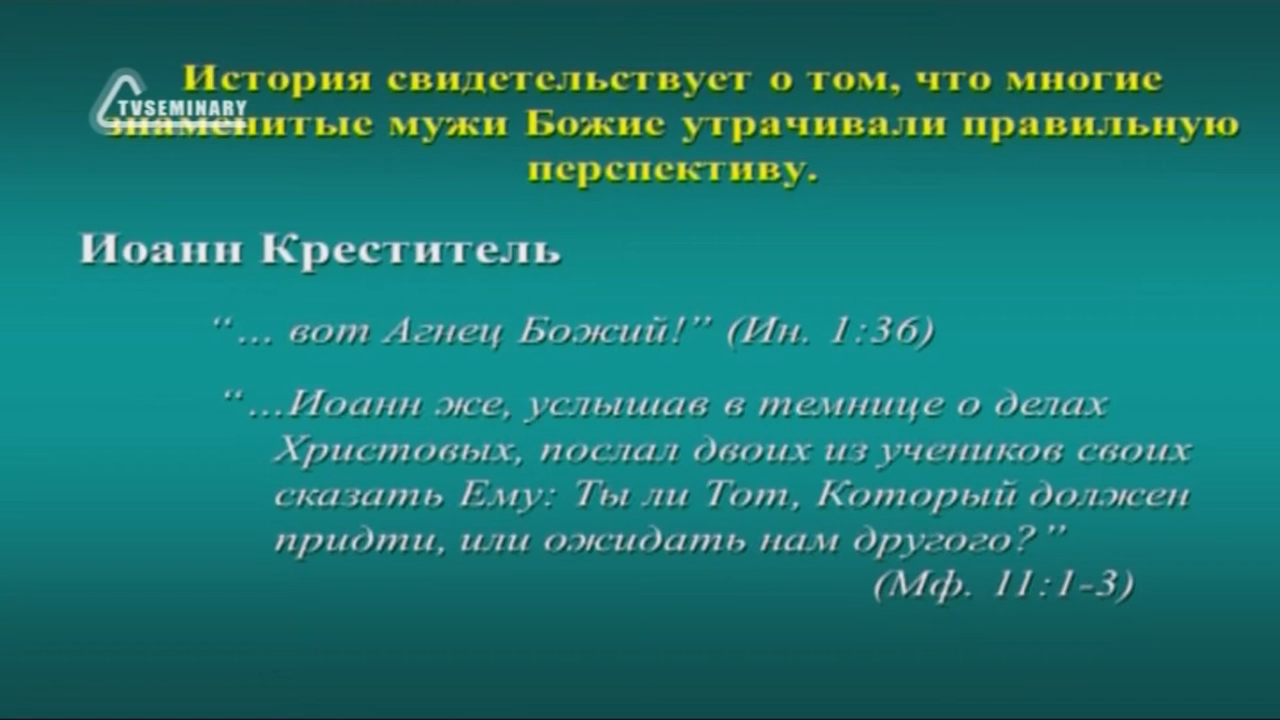 История свидетельствует о том, что многие
TVSEMINARY
знаменитые мужи Божие утрачивали правильную
перспективу.
Иоанн Креститель
“... вот Агнец Божий!” (Ин. 1:36)
“...Иоанн же, услышав в темнице о делах
Христовых, послал двоих из учеников своих
сказать Ему: Ты ли Тот, Который должен
придти, или ожидать нам другого?”
(Мф. 11:1-3)